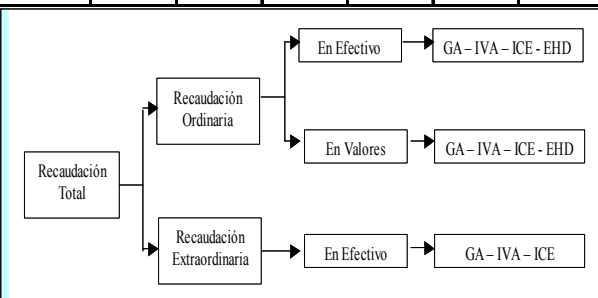 En Efectivo
GA – IVA – ICE - EHD
Recaudación
Ordinaria
En Valores
GA – IVA – ICE - EHD
Recaudación
Total
Recaudación
Extraordinaria
En Efectivo
GA – IVA – ICE